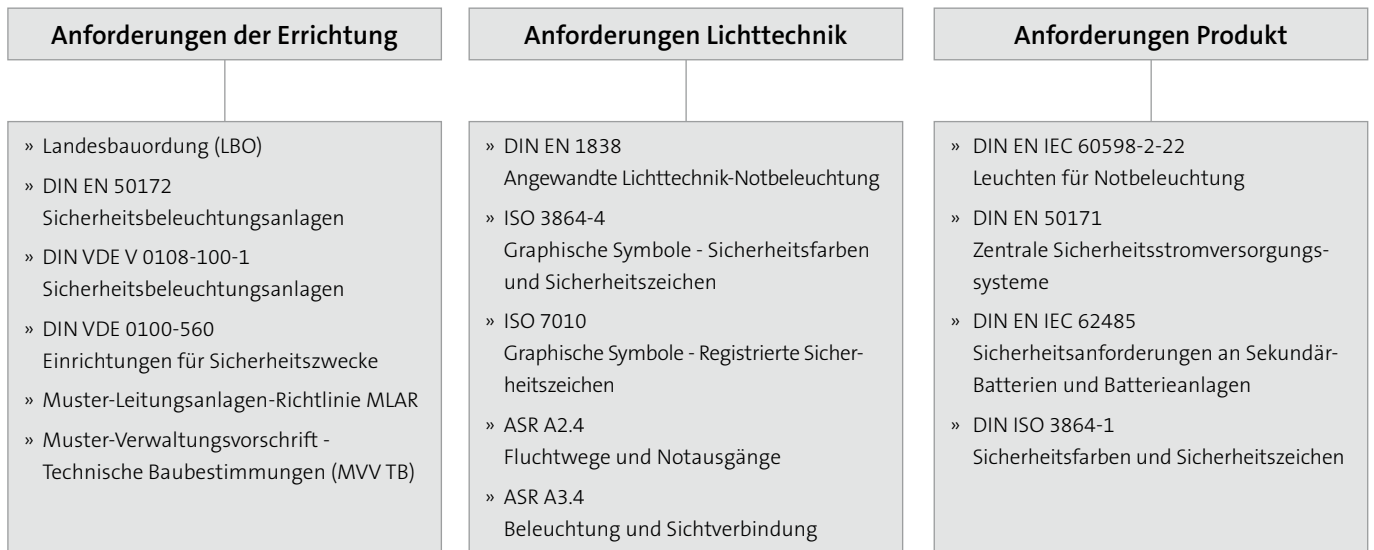 Anforderungen der Errichtung
» Landesbauordung (LBO)
» DIN EN 50172
Sicherheitsbeleuchtungsanlagen
» DIN VDE V 0108-100-1
Sicherheitsbeleuchtungsanlagen
» DIN VDE 0100-560
Einrichtungen für Sicherheitszwecke
» Muster-Leitungsanlagen-Richtlinie MLAR
» Muster-Verwaltungsvorschrift -
Technische Baubestimmungen (MVV TB)
Anforderungen Lichttechnik
» DIN EN 1838
Angewandte Lichttechnik-Notbeleuchtung
» ISO 3864-4
Graphische Symbole - Sicherheitsfarben
und Sicherheitszeichen
» ISO 7010
Graphische Symbole - Registrierte Sicher-
heitszeichen
» ASR A2.4
Fluchtwege und Notausgänge
» ASR A3.4
Beleuchtung und Sichtverbindung
Anforderungen Produkt
» DIN EN IEC 60598-2-22
Leuchten für Notbeleuchtung
» DIN EN 50171
Zentrale Sicherheitsstromversorgungs-
systeme
» DIN EN IEC 62485
Sicherheitsanforderungen an Sekundär-
Batterien und Batterieanlagen
» DIN ISO 3864-1
Sicherheitsfarben und Sicherheitszeichen